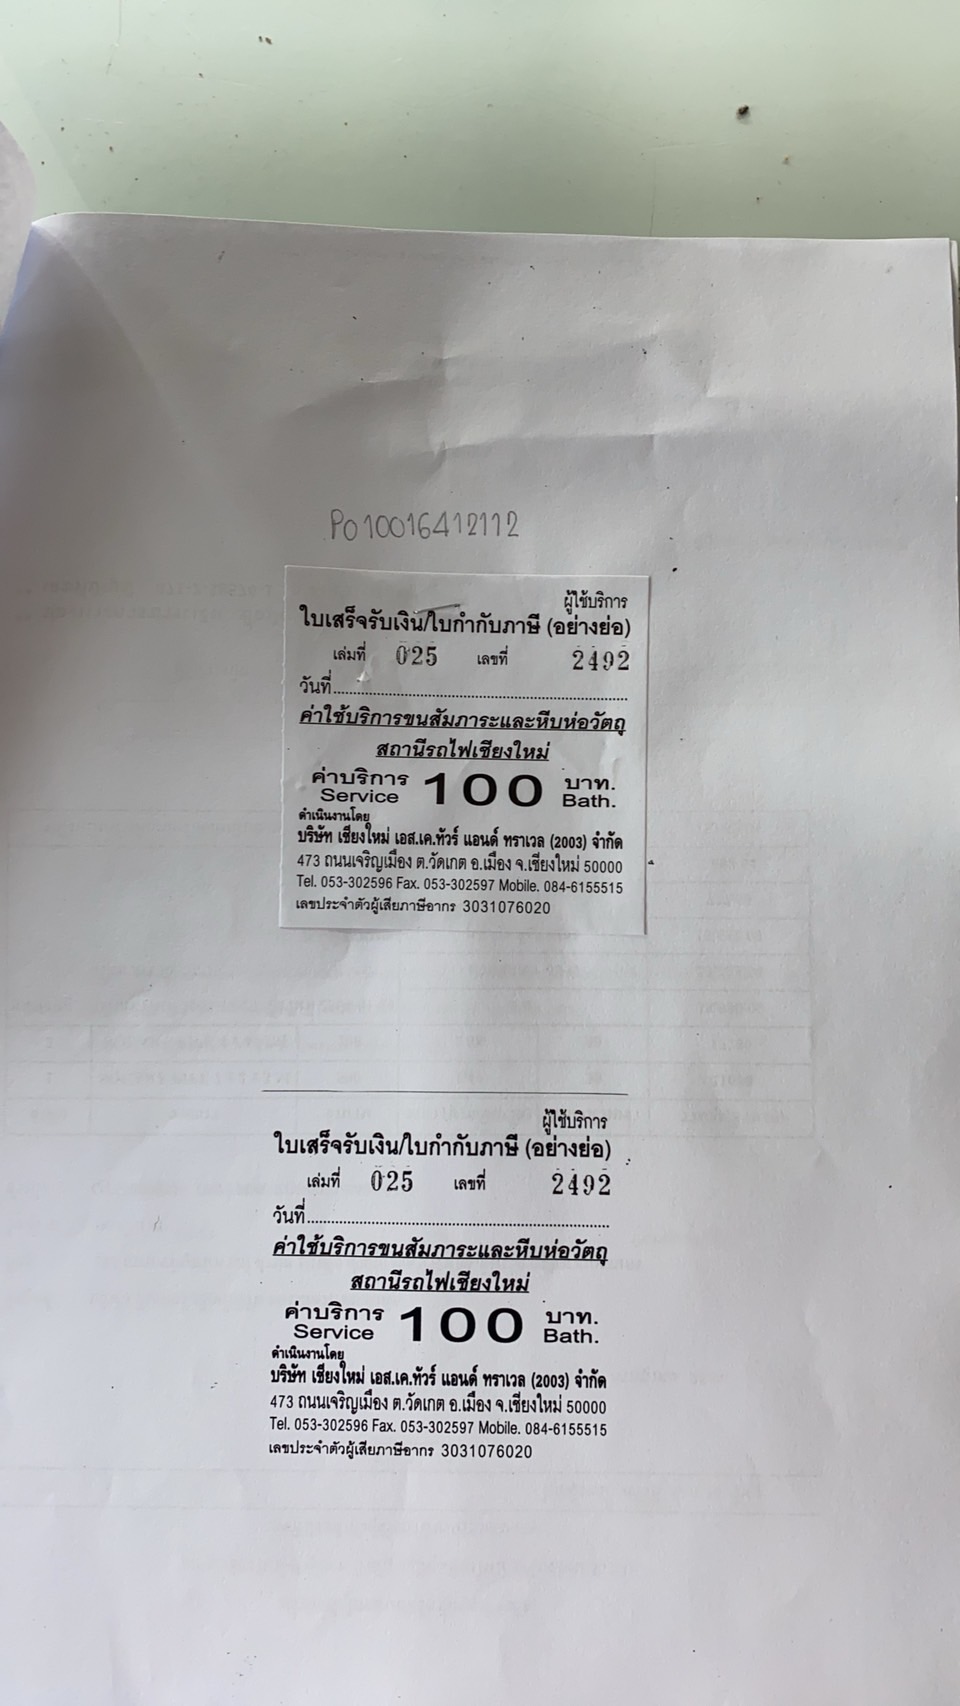 PO10016412112
ผู้ใช้บริการ
ใบเสร็จรับเงิน/ใบกำกับภาษี (อย่างย่อ)
เล่มที่ 025 เลขที่ 2492
วันที่
ค่าใช้บริการขนสัมภาระและหีบห่อวัตถุ
สถานีรถไฟเชียงใหม่
ค่าบริการ 100 บาท.
Service Bath.
ดำเนินงานโดย
บริษัท เชียงใหม่ เอส.เค.ทัวร์ แอนด์ ทราเวล (2003) จำกัด
473 ถนนเจริญเมือง ต.วัดเกต อ.เมือง จ.เชียงใหม่ 50000
Tel. 053-302596 Fax. 053-302597 Mobile. 084-6155515
เลขประจำตัวผู้เสียภาษีอากร 3031076020
ผู้ใช้บริการ
ใบเสร็จรับเงิน/ใบกำกับภาษี (อย่างย่อ)
เล่มที่ 025 เลขที่ 2492
วันที่
ค่าใช้บริการขนสัมภาระและหีบห่อวัตถุ
สถานีรถไฟเชียงใหม่
ค่าบริการ 100 บาท.
Service Bath.
ดำเนินงานโดย
บริษัท เชียงใหม่ เอส.เค.ทัวร์ แอนด์ ทราเวล (2003) จำกัด
473 ถนนเจริญเมือง ต.วัดเกต อ.เมือง จ.เชียงใหม่ 50000
Tel. 053-302596 Fax. 053-302597 Mobile. 084-6155515
เลขประจำตัวผู้เสียภาษีอากร 3031076020